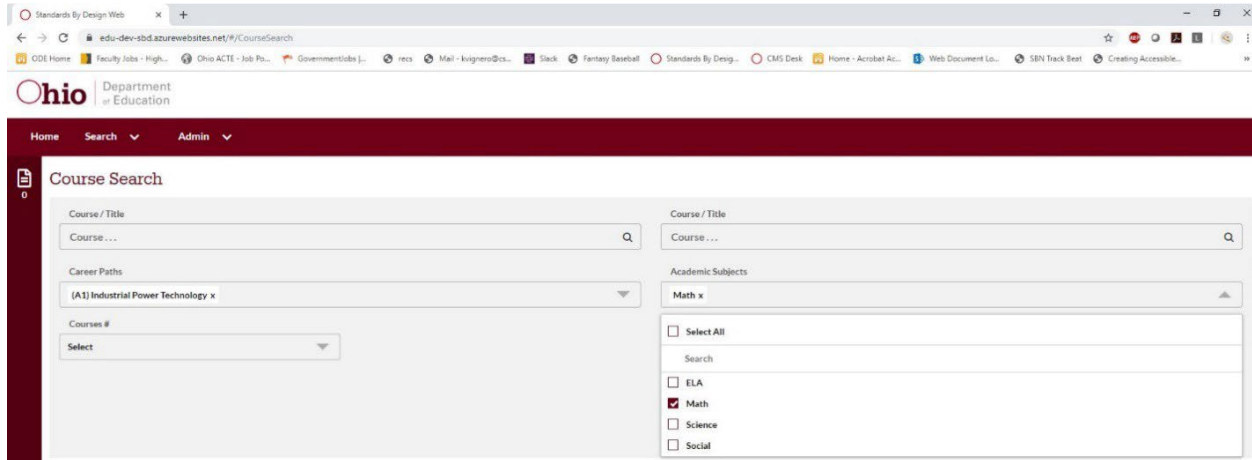 Standards By Design Web × +
edu-dev-sbd.azurewebsites.net/#/CourseSearch
ODE Home Faculty Jobs - High... Ohio ACTE - Job Po... GovernmentJobs |... recs Mail - kvignero@cs... Slack Fantasy Baseball Standards By Desig... CMS Desk Home - Acrobat Ac... Web Document Lo... SBN Track Beat Creating Accessible... »
Ohio Department of Education
Home Search Admin
0
Course Search
Course / Title Course / Title
Course... Course...
Career Paths Academic Subjects
(A1) Industrial Power Technology x Math x
Courses #
Select
Select All
Search
ELA
Math
Science
Social